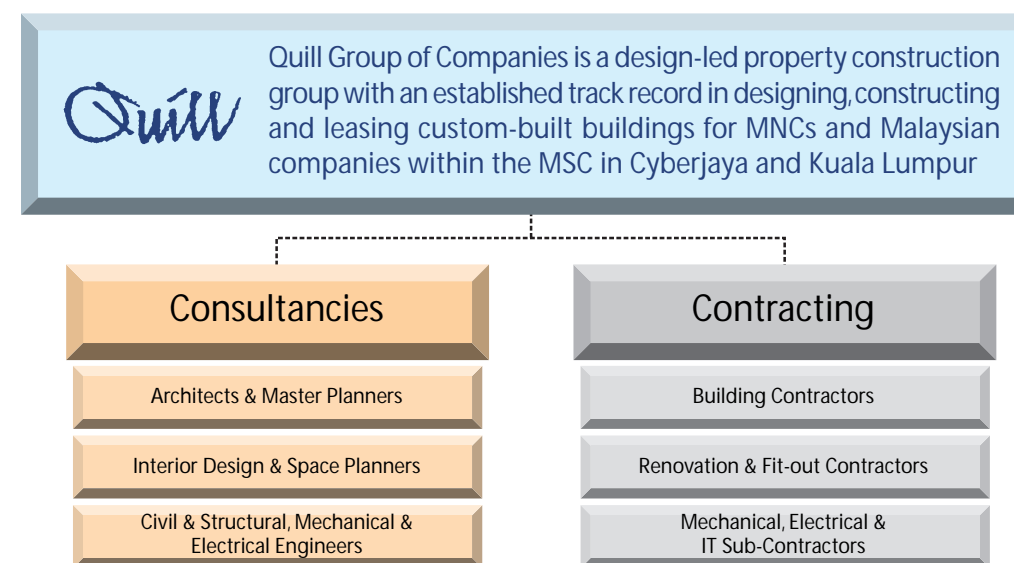 Quill
Quill Group of Companies is a design-led property construction
group with an established track record in designing, constructing
and leasing custom-built buildings for MNCs and Malaysian
companies within the MSC in Cyberjaya and Kuala Lumpur
Consultancies
Architects & Master Planners
Interior Design & Space Planners
Civil & Structural, Mechanical &
Electrical Engineers
Contracting
Building Contractors
Renovation & Fit-out Contractors
Mechanical, Electrical &
IT Sub-Contractors